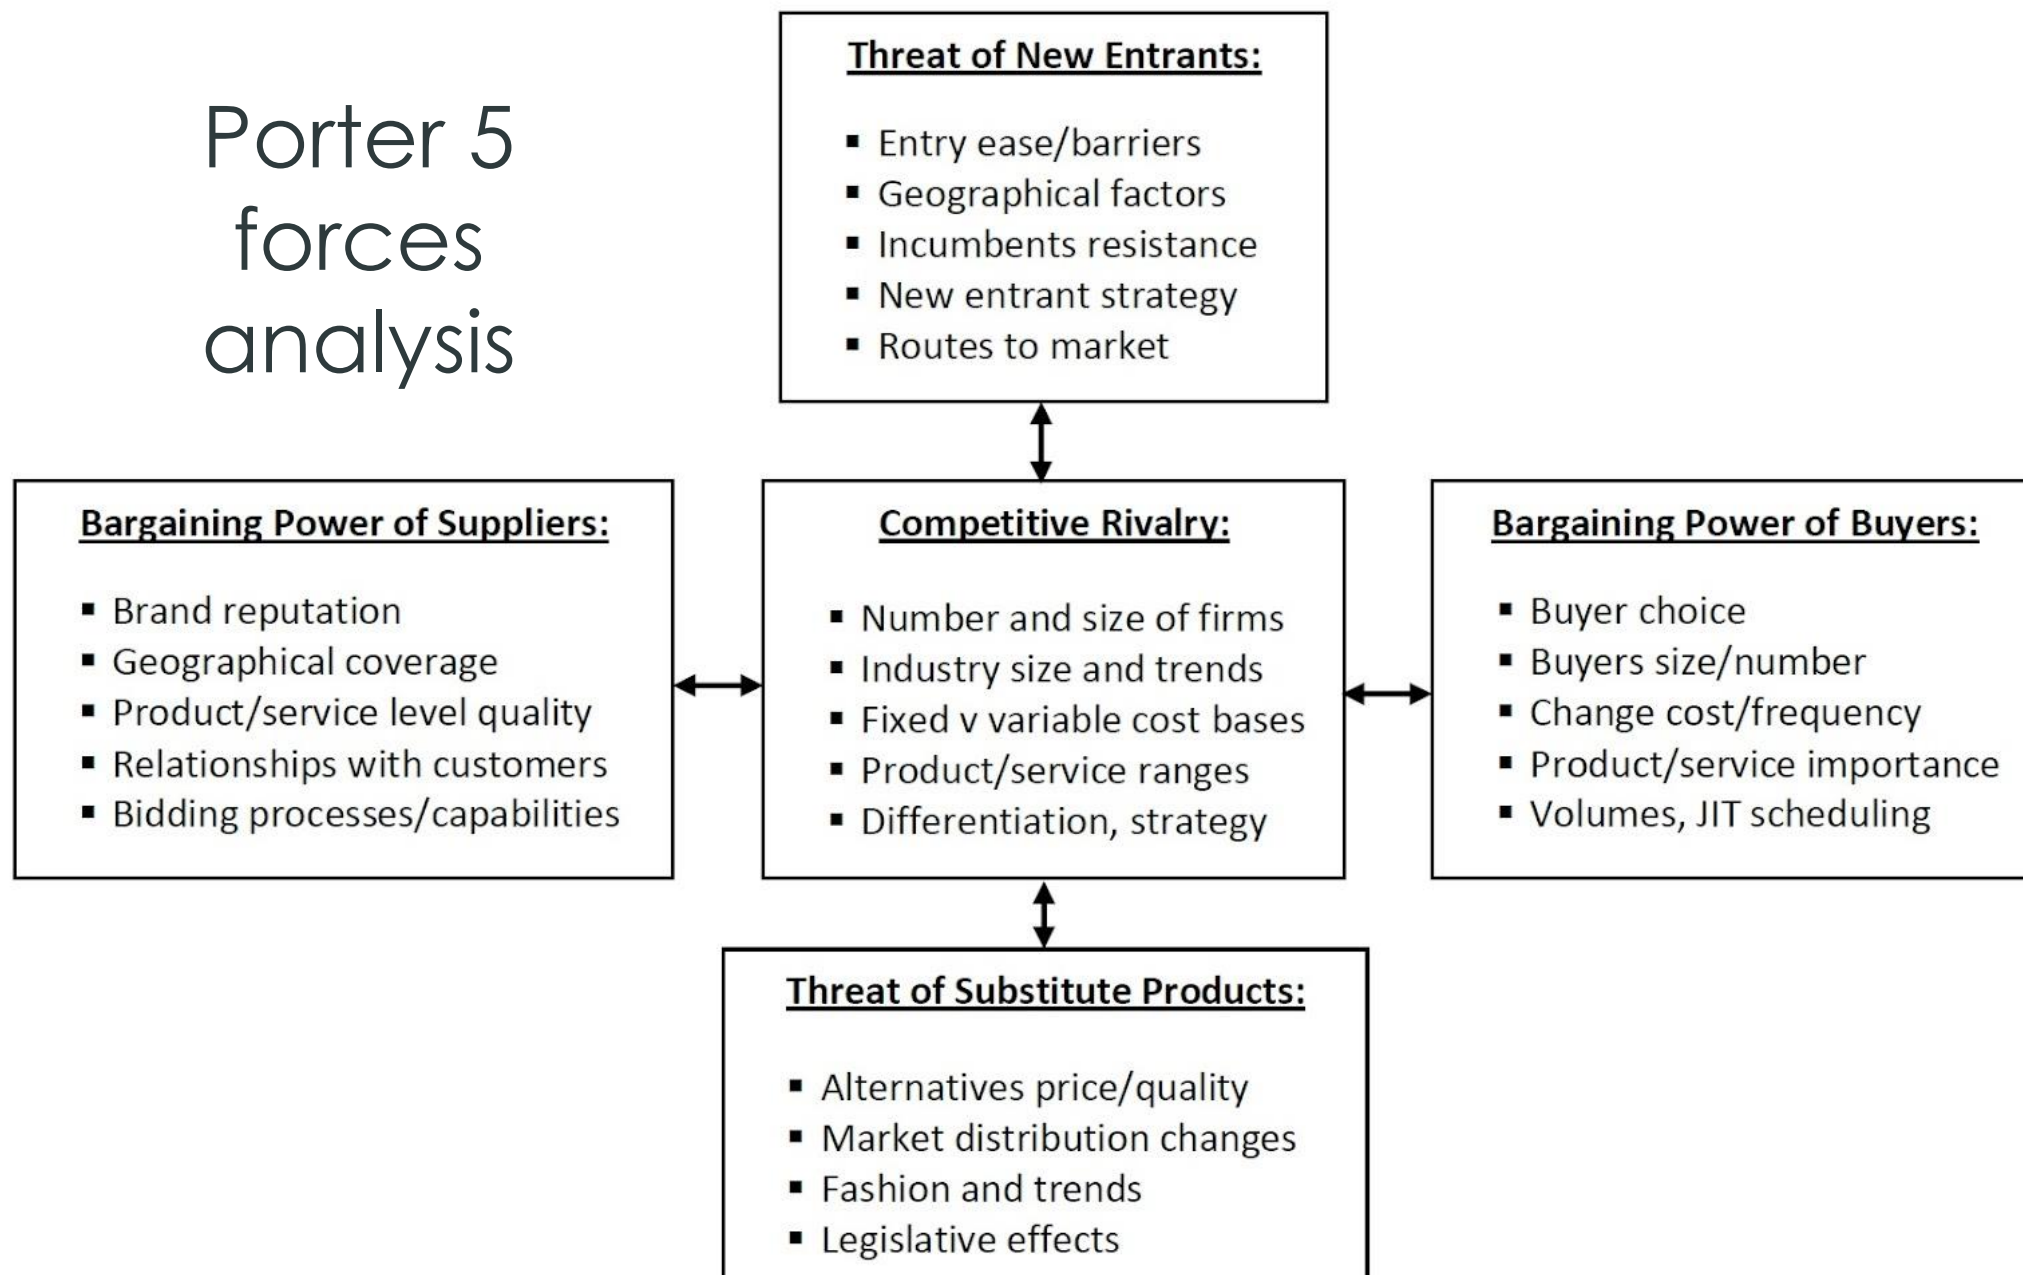 Porter 5
forces
analysis
Threat of New Entrants:
▪ Entry ease/barriers
▪ Geographical factors
▪ Incumbents resistance
▪ New entrant strategy
▪ Routes to market
Bargaining Power of Suppliers:
▪ Brand reputation
▪ Geographical coverage
▪ Product/service level quality
▪ Relationships with customers
▪ Bidding processes/capabilities
Competitive Rivalry:
▪ Number and size of firms
▪ Industry size and trends
▪ Fixed v variable cost bases
▪ Product/service ranges
▪ Differentiation, strategy
Bargaining Power of Buyers:
▪ Buyer choice
▪ Buyers size/number
▪ Change cost/frequency
▪ Product/service importance
▪ Volumes, JIT scheduling
Threat of Substitute Products:
▪ Alternatives price/quality
▪ Market distribution changes
▪ Fashion and trends
▪ Legislative effects